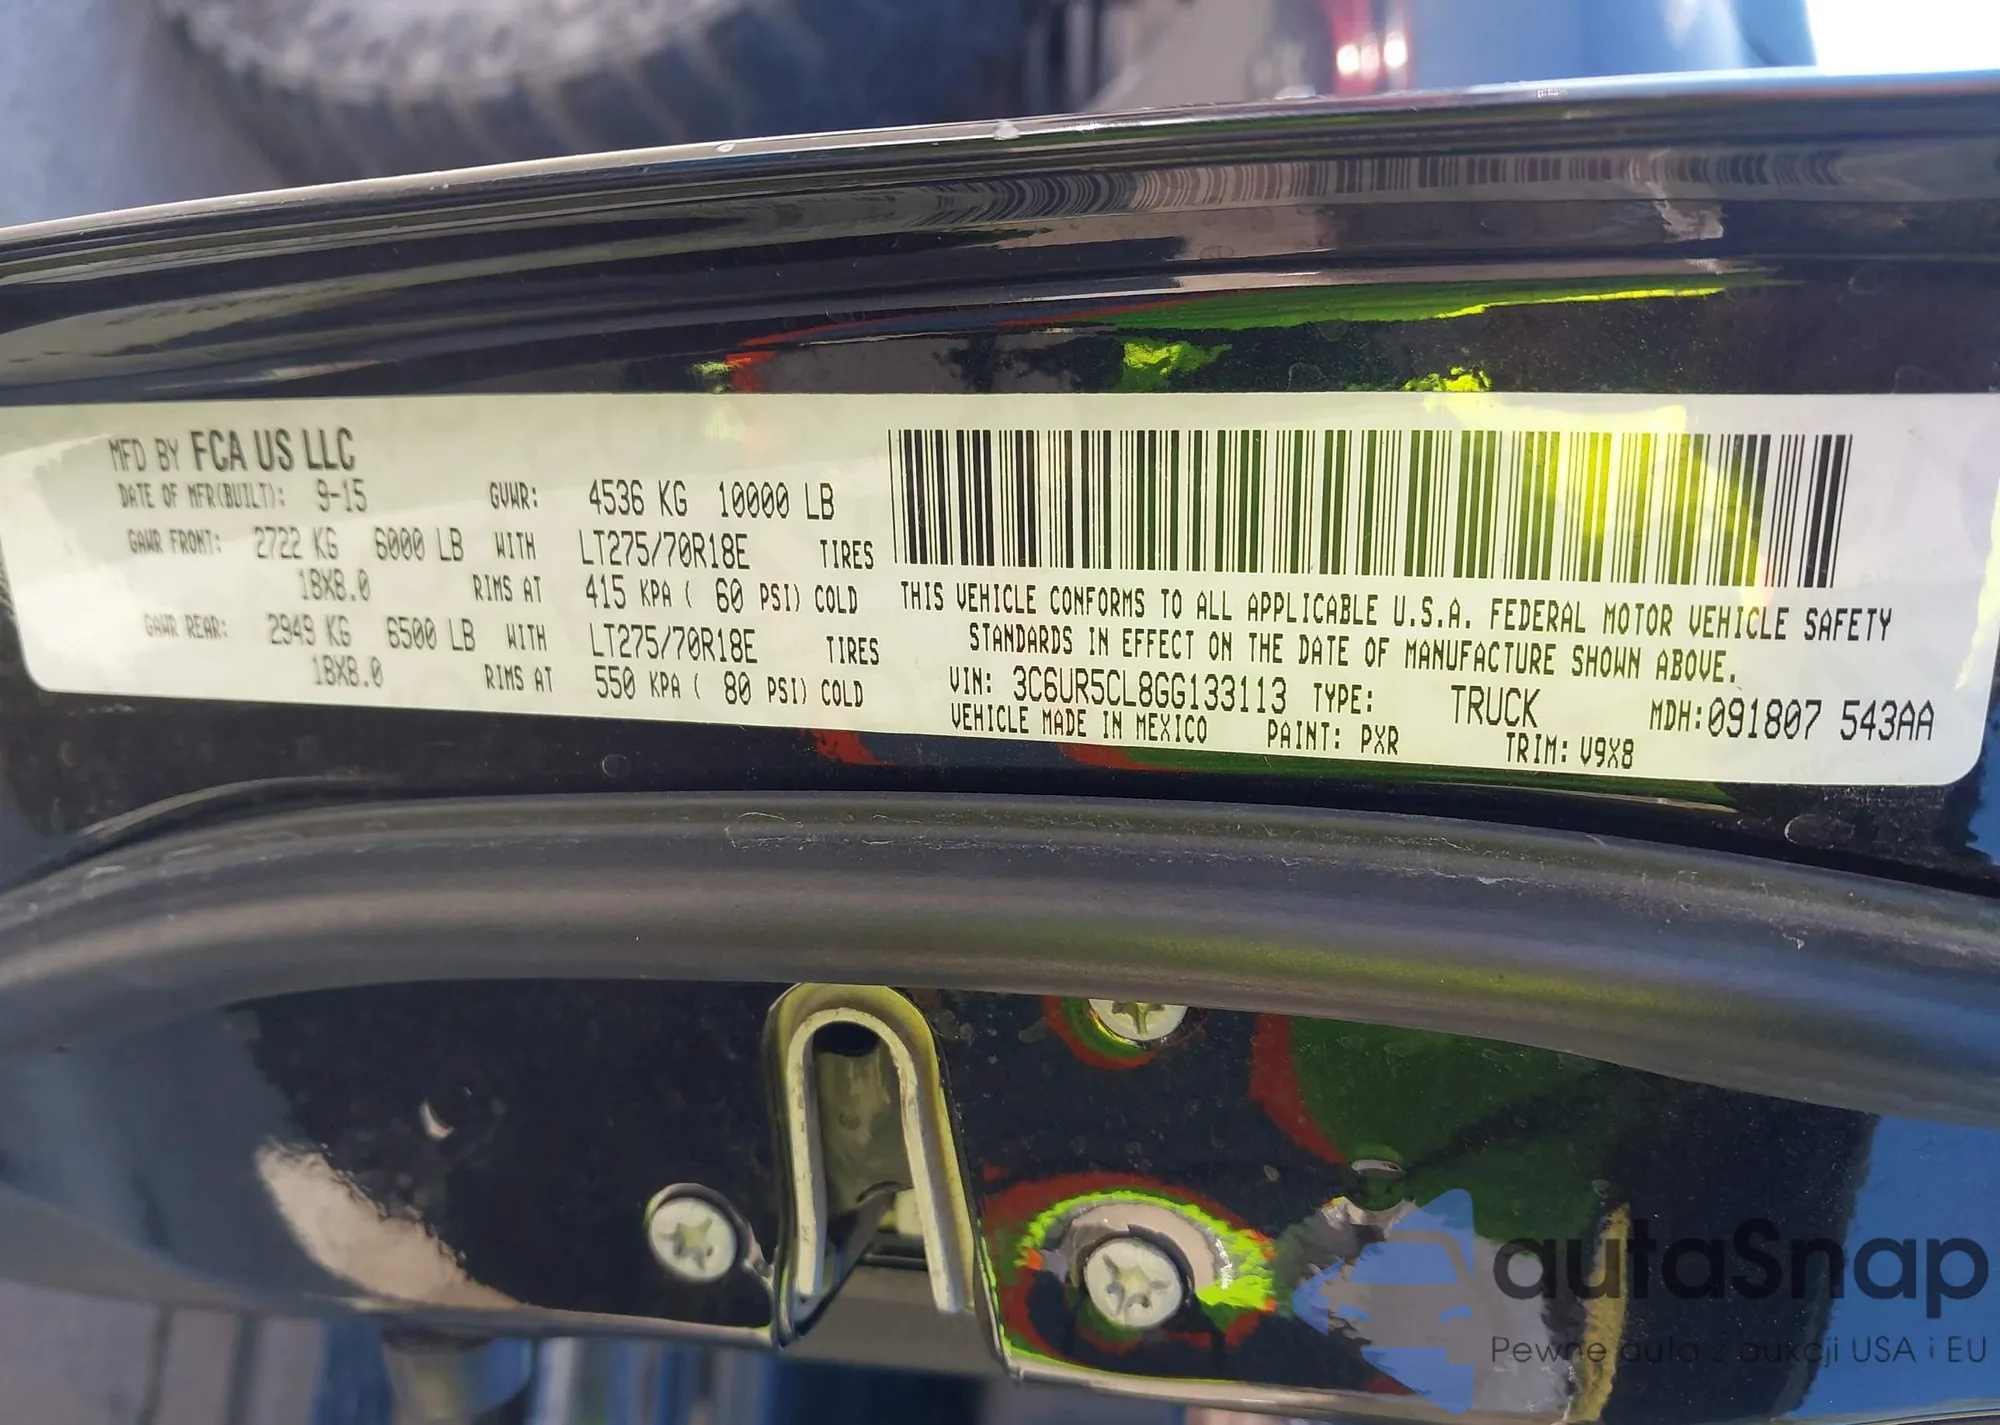 MFD BY FCA US LLC
DATE OF MFR(BUILT): 9-15 GVWR: 4536 KG 10000 LB
GAWR FRONT: 2722 KG 6000 LB WITH LT275/70R18E TIRES
18X8.0 RIMS AT 415 KPA ( 60 PSI) COLD
GAWR REAR: 2949 KG 6500 LB WITH LT275/70R18E TIRES
18X8.0 RIMS AT 550 KPA ( 80 PSI) COLD
THIS VEHICLE CONFORMS TO ALL APPLICABLE U.S.A. FEDERAL MOTOR VEHICLE SAFETY
STANDARDS IN EFFECT ON THE DATE OF MANUFACTURE SHOWN ABOVE.
VIN: 3C6UR5CL8GG133113 TYPE: TRUCK MDH:091807 543AA
VEHICLE MADE IN MEXICO PAINT: PXR TRIM: V9X8
autaSnap
Pewne auta z aukcji USA i EU